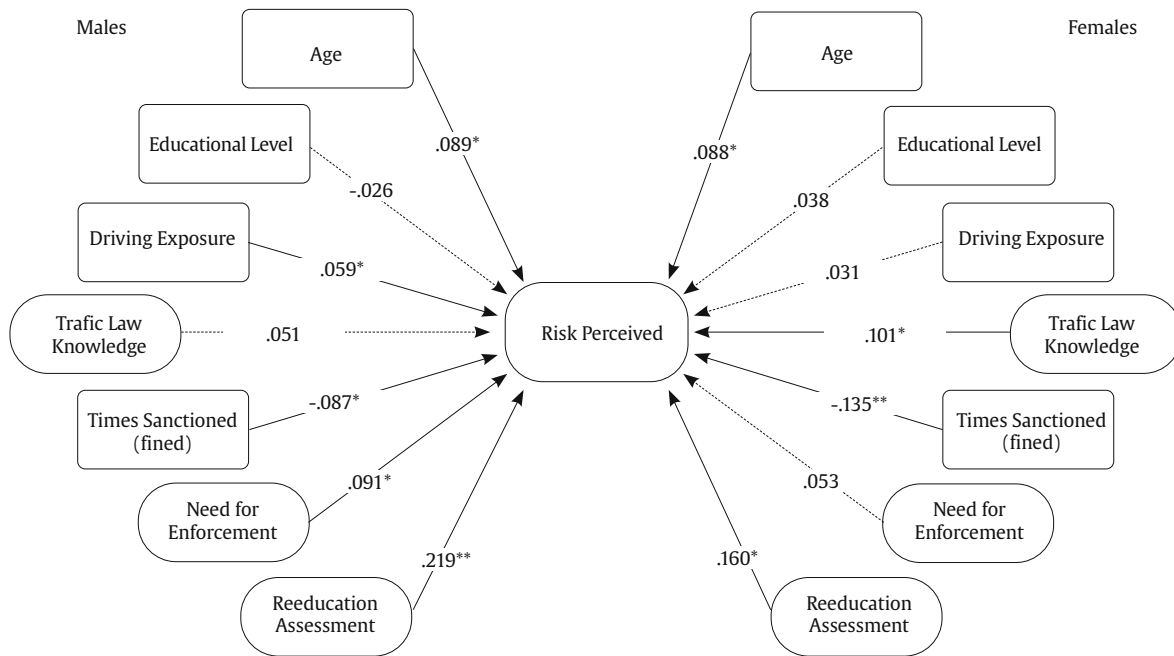 Males
Females
Age
Age
Educational Level
.089*
.088*
Educational Level
-.026
.038
Driving Exposure
Driving Exposure
.059*
.031
Trafic Law
Knowledge
.051
Risk Perceived
.101*
Trafic Law
Knowledge
Times Sanctioned
(fined)
-.087*
-.135**
Times Sanctioned
(fined)
.091*
.053
Need for
Enforcement
Need for
Enforcement
.219**
.160*
Reeducation
Assessment
Reeducation
Assessment